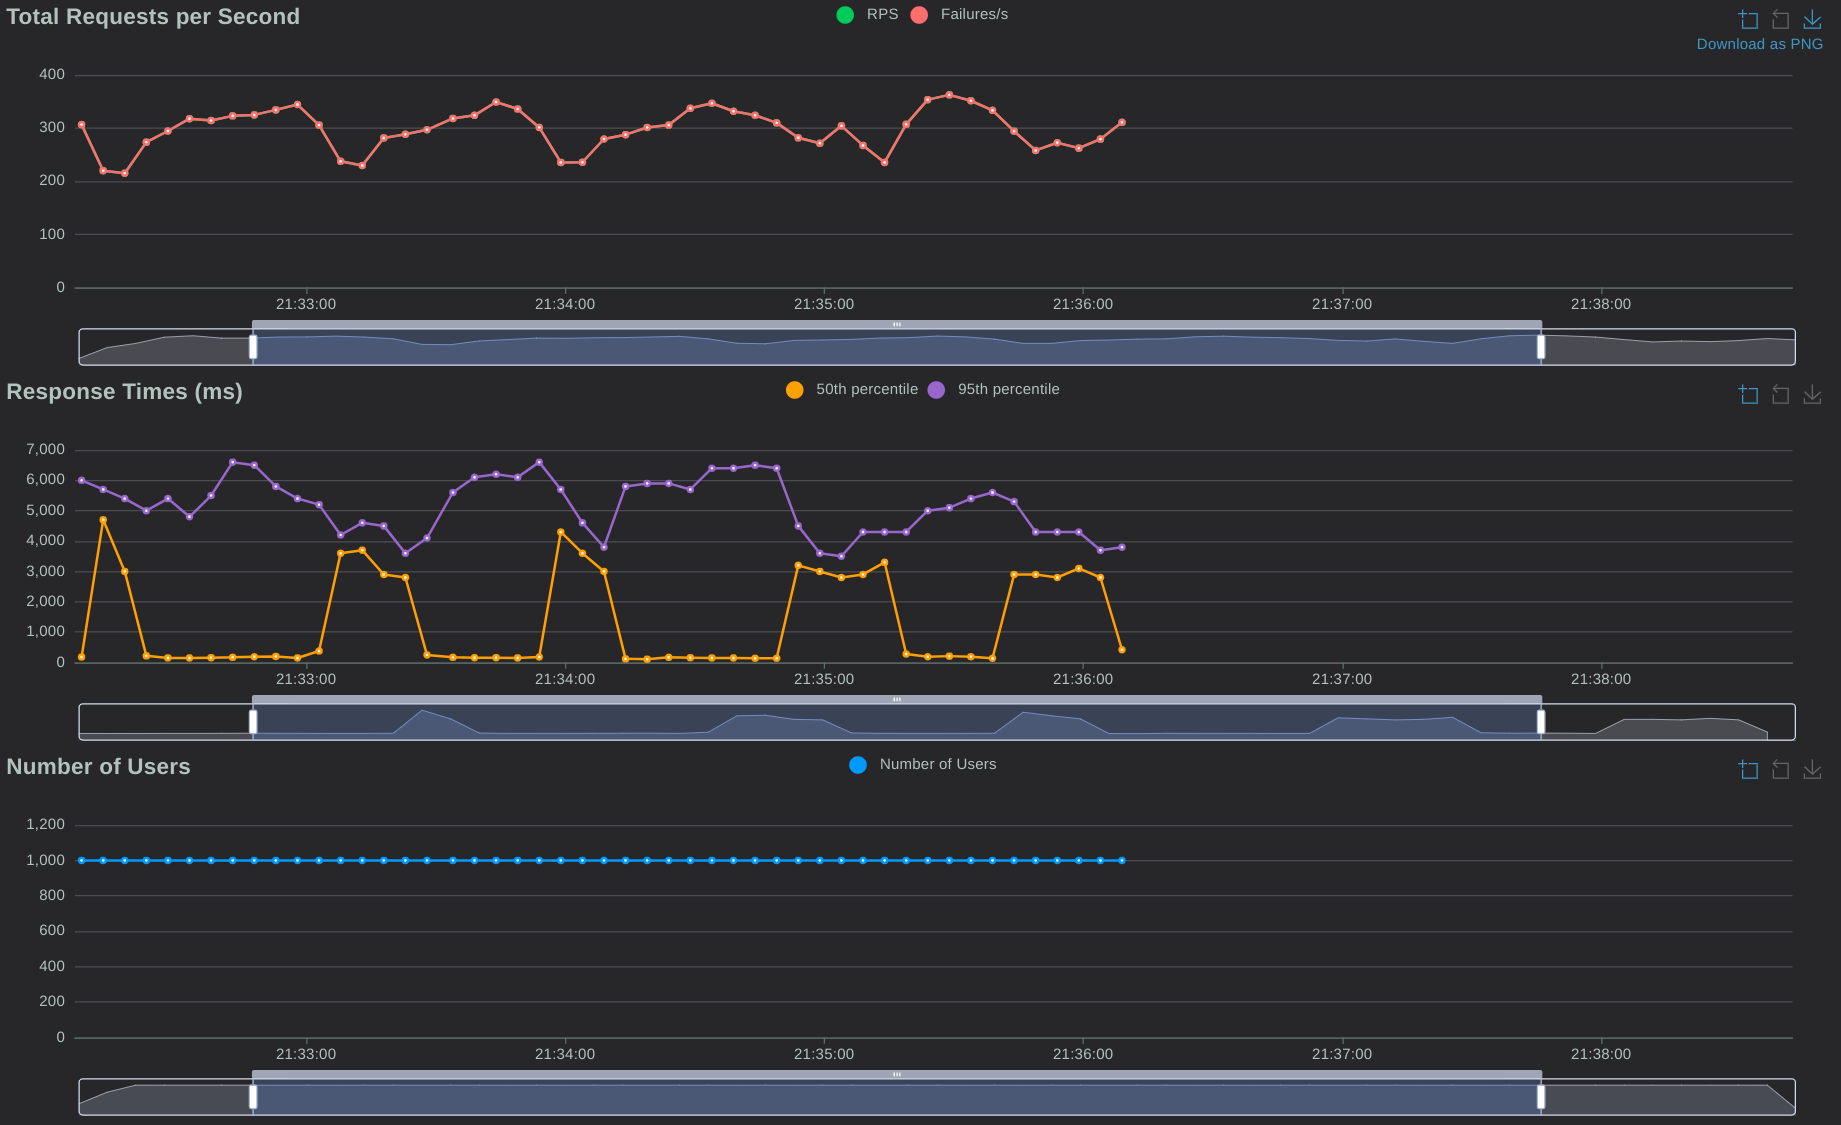 Total Requests per Second
RPS Failures/s
Download as PNG
400
300
200
100
0
21:33:00 21:34:00 21:35:00 21:36:00 21:37:00 21:38:00
Response Times (ms)
50th percentile 95th percentile
7,000
6,000
5,000
4,000
3,000
2,000
1,000
0
21:33:00 21:34:00 21:35:00 21:36:00 21:37:00 21:38:00
Number of Users
Number of Users
1,200
1,000
800
600
400
200
0
21:33:00 21:34:00 21:35:00 21:36:00 21:37:00 21:38:00